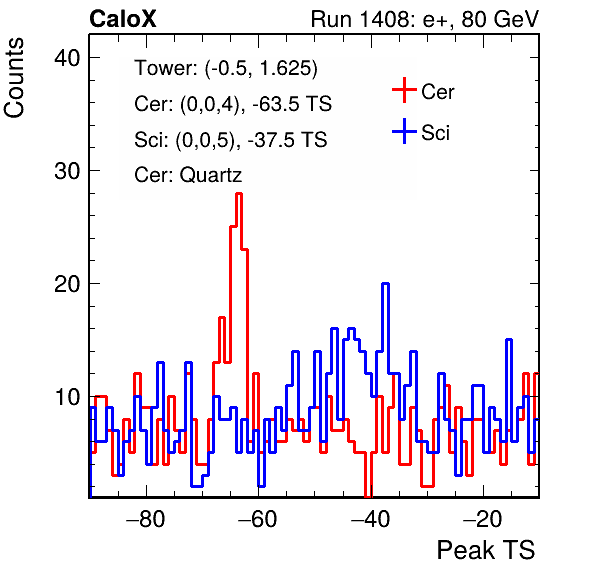 CaloX
Run 1408: e+, 80 GeV
Counts
Tower: (-0.5, 1.625)
Cer: (0,0,4), -63.5 TS
Sci: (0,0,5), -37.5 TS
Cer: Quartz
Cer
Sci
40
30
20
10
−80 −60 −40 −20
Peak TS